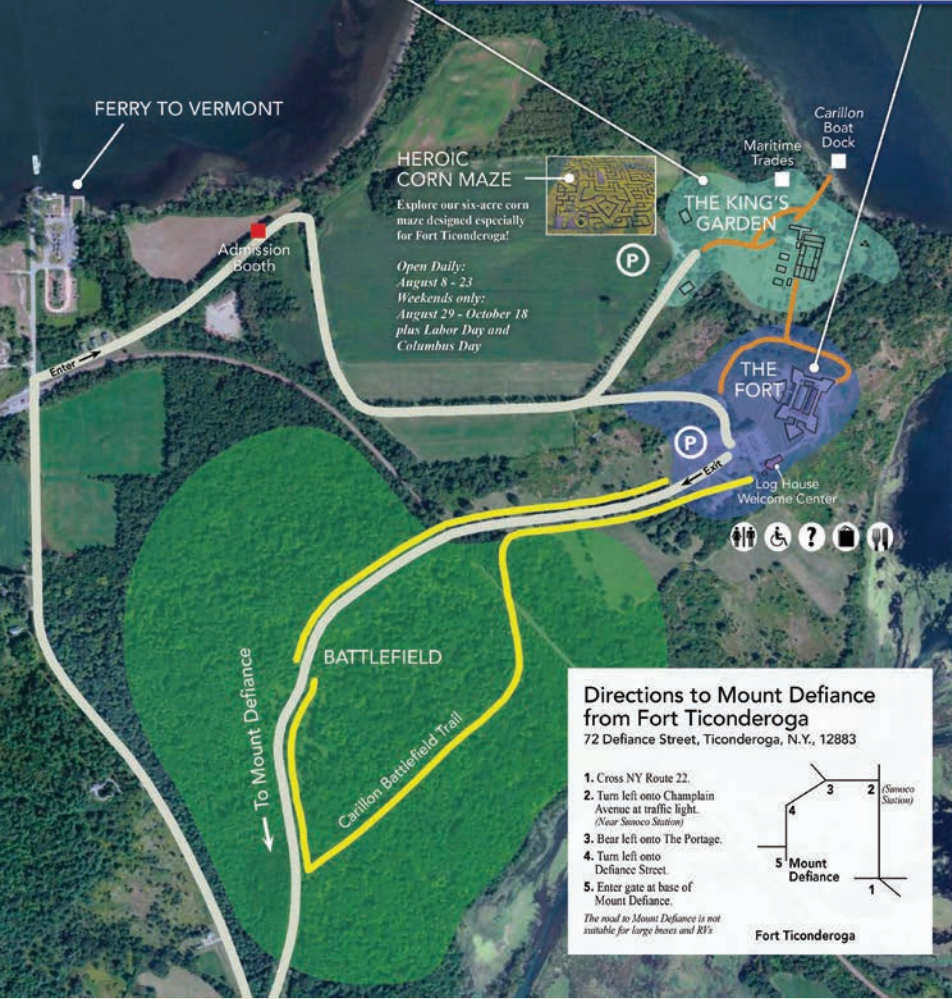 FERRY TO VERMONT
Carillon
Boat
Dock
Maritime
Trades
HEROIC
CORN MAZE
Explore our six-acre corn
maze designed especially
for Fort Ticonderoga!
Open Daily:
August 8 - 23
Weekends only:
August 29 - October 18
plus Labor Day and
Columbus Day
THE KING'S
GARDEN
P
Admission
Booth
Enter
THE
FORT
P
Exit
Log House
Welcome Center
?
BATTLEFIELD
To Mount Defiance
Carillon Battlefield Trail
Directions to Mount Defiance
from Fort Ticonderoga
72 Defiance Street, Ticonderoga, N.Y., 12883
1. Cross NY Route 22.
2. Turn left onto Champlain
Avenue at traffic light.
(Near Sunoco Station)
3. Bear left onto The Portage.
4. Turn left onto
Defiance Street.
5. Enter gate at base of
Mount Defiance.
The road to Mount Defiance is not
suitable for large buses and RVs
3
2
(Sunoco
Station)
4
5 Mount
Defiance
1
Fort Ticonderoga